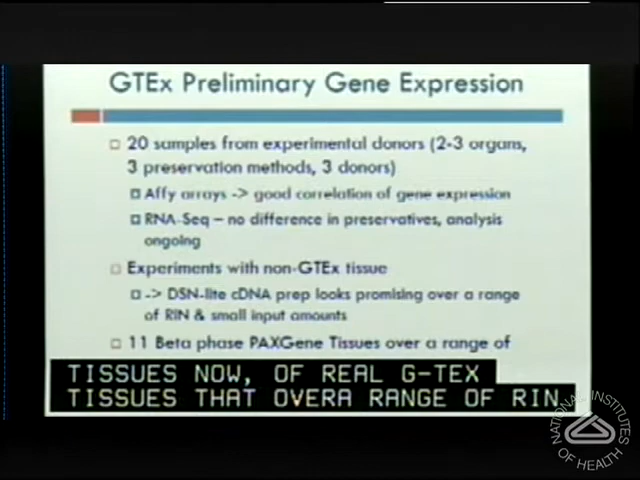 GTEx Preliminary Gene Expression
20 samples from experimental donors (2-3 organs,
3 preservation methods, 3 donors)
Affy arrays -> good correlation of gene expression
RNA-Seq – no difference in preservatives, analysis
ongoing
Experiments with non-GTEx tissue
-> DSN-lite cDNA prep looks promising over a range
of RIN & small input amounts
11 Beta phase PAXGene Tissues over a range of
TISSUES NOW, OF REAL G-TEX
TISSUES THAT OVERA RANGE OF RIN
NATIONAL INSTITUTES
OF HEALTH